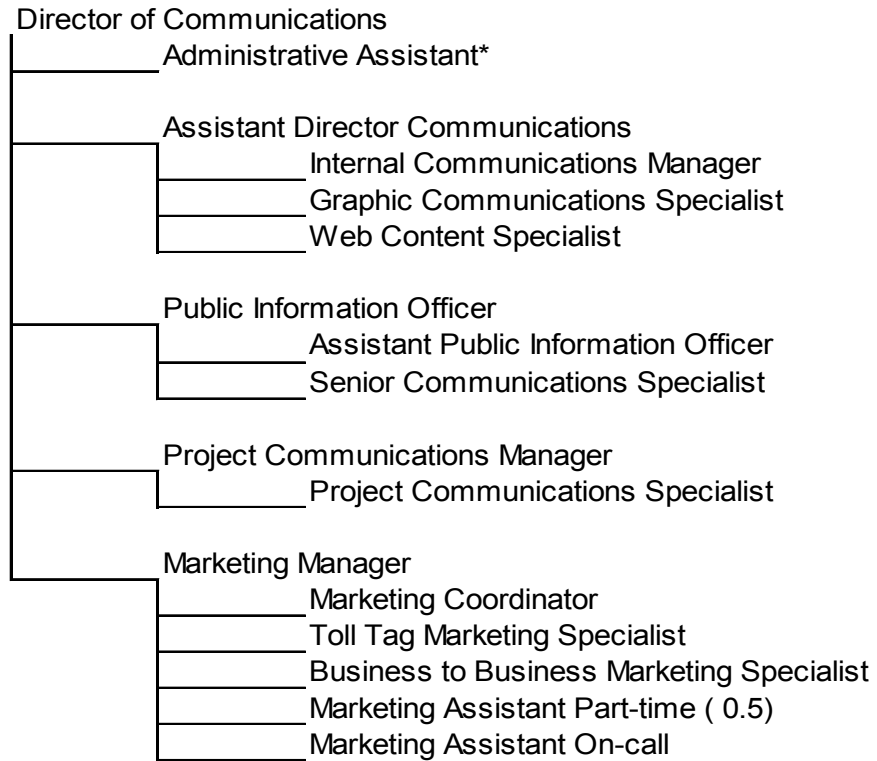 Director of Communications
Administrative Assistant*
Assistant Director Communications
Internal Communications Manager
Graphic Communications Specialist
Web Content Specialist
Public Information Officer
Assistant Public Information Officer
Senior Communications Specialist
Project Communications Manager
Project Communications Specialist
Marketing Manager
Marketing Coordinator
Toll Tag Marketing Specialist
Business to Business Marketing Specialist
Marketing Assistant Part-time ( 0.5)
Marketing Assistant On-call